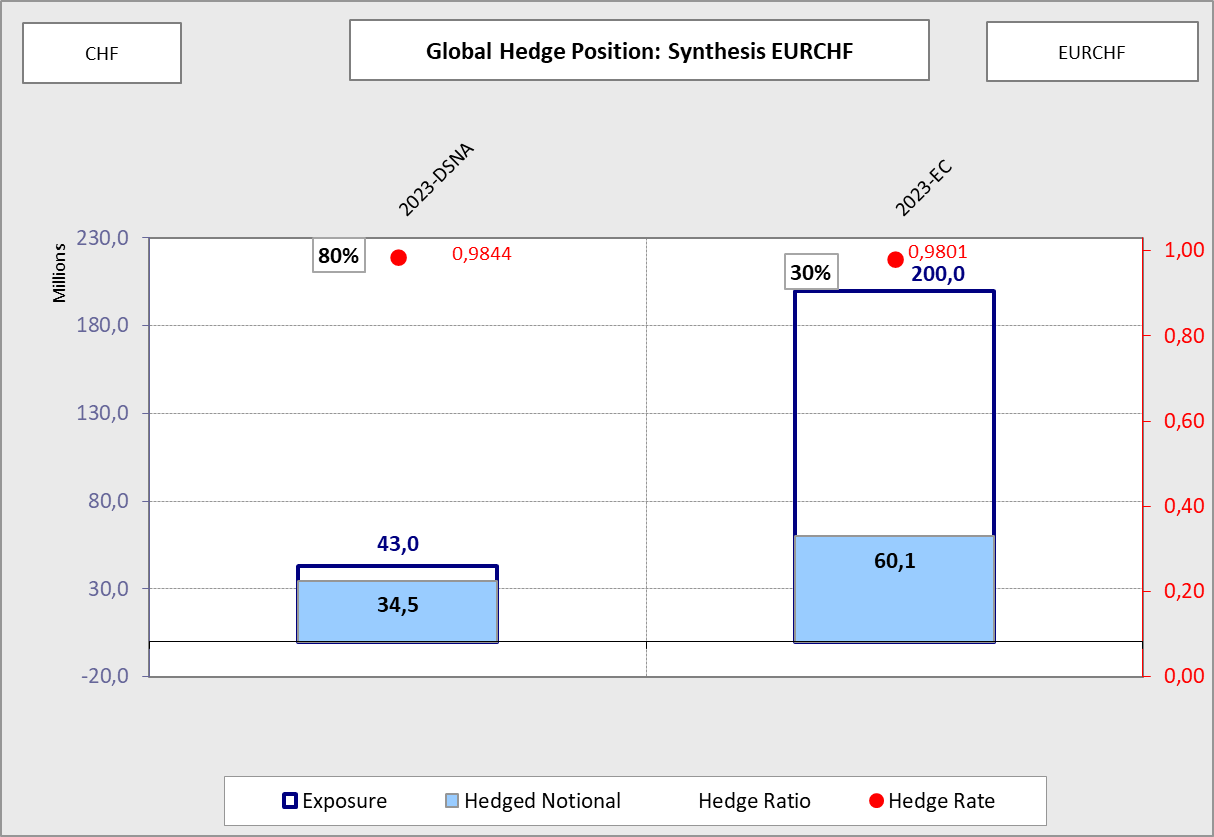 CHF
Global Hedge Position: Synthesis EURCHF
EURCHF
2023-DSNA
2023-EC
Millions
230,0
180,0
130,0
80,0
30,0
-20,0
80%
0,9844
30%
0,9801
200,0
43,0
34,5
60,1
1,00
0,80
0,60
0,40
0,20
0,00
Exposure
Hedged Notional
Hedge Ratio
Hedge Rate